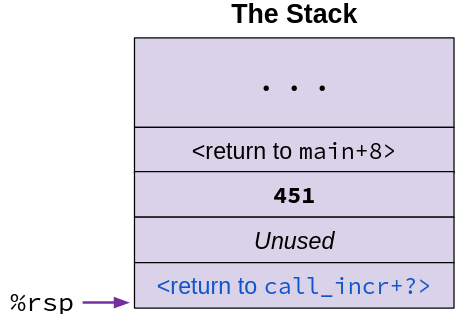 The Stack
. . .
<return to main+8>
451
Unused
<return to call_incr+?>
%rsp